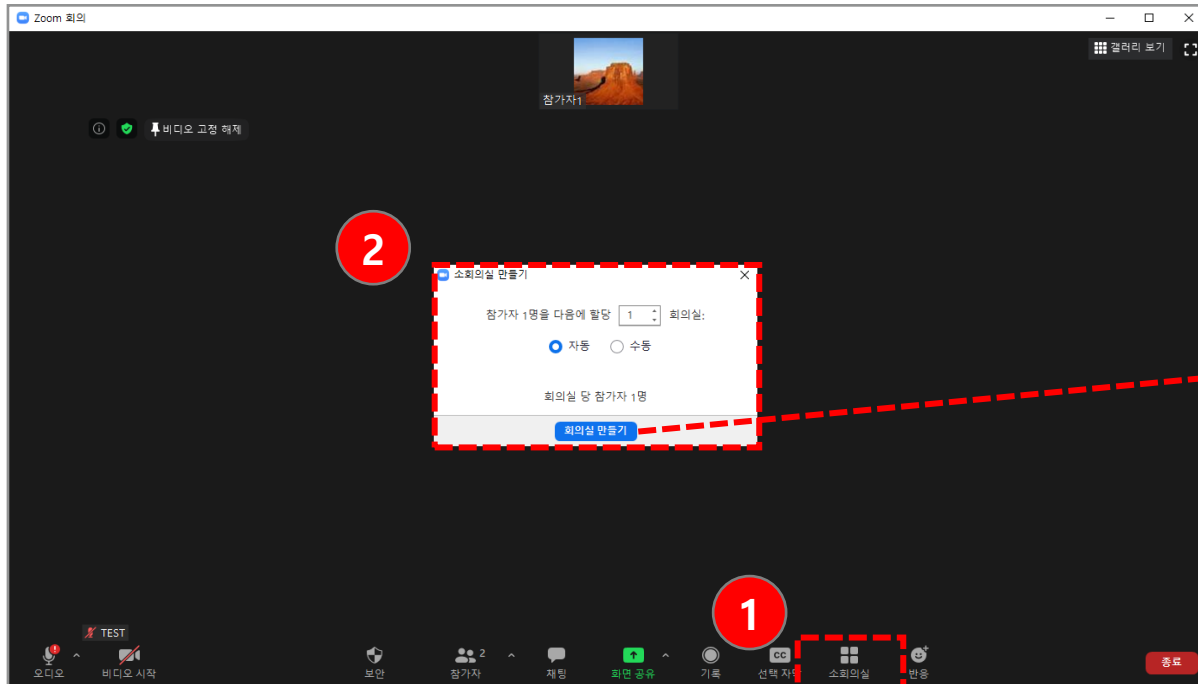 Zoom 회의
갤러리 보기
참가자1
비디오 고정 해제
2
소회의실 만들기
참가자 1명을 다음에 할당 1 회의실:
자동 수동
회의실 당 참가자 1명
회의실 만들기
1
TEST
오디오 비디오 시작 보안 참가자 2 채팅 화면 공유 기록 CC 선택 자막 소회의실 반응 종료